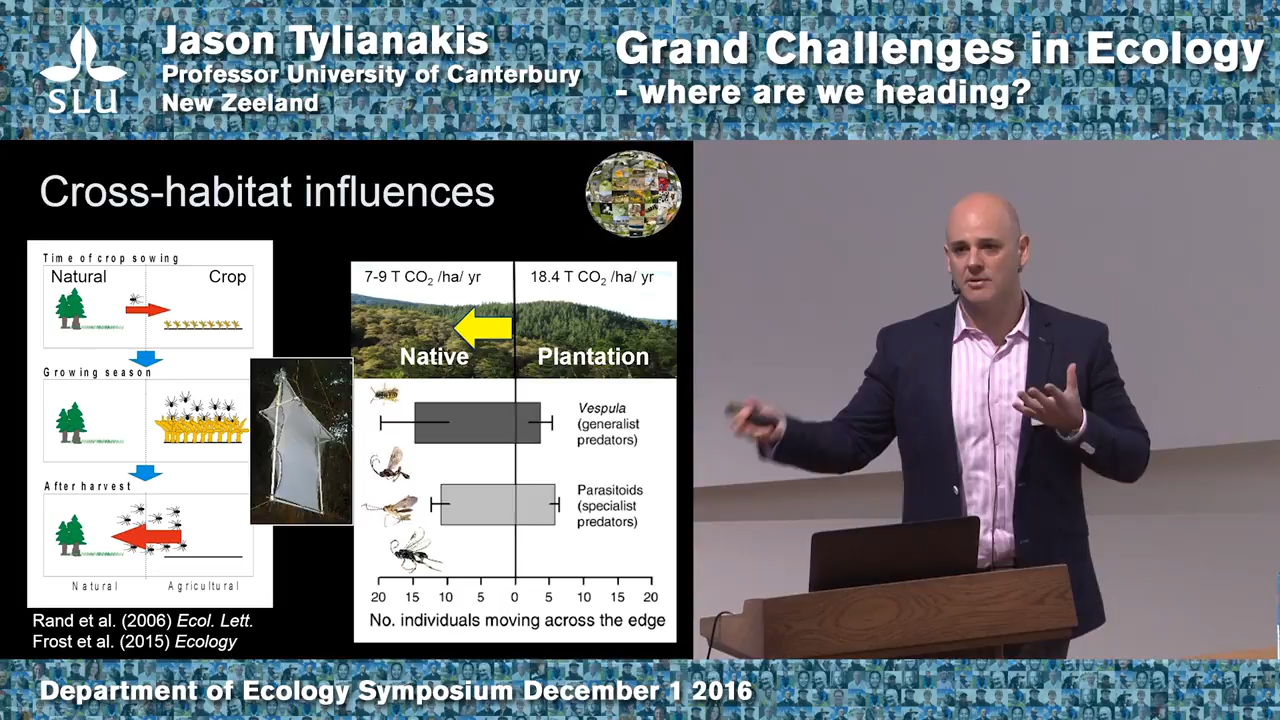 Jason Tylianakis
Professor University of Canterbury
New Zeeland
SLU
Grand Challenges in Ecology
- where are we heading?
Cross-habitat influences
Time of crop sowing
Natural
Crop
Growing season
After harvest
Natural
Agricultural
Rand et al. (2006) Ecol. Lett.
Frost et al. (2015) Ecology
7-9 T CO₂ /ha/ yr
18.4 T CO₂ /ha/ yr
Native
Plantation
Vespula
(generalist
predators)
Parasitoids
(specialist
predators)
20 15 10 5 0 5 10 15 20
No. individuals moving across the edge
Department of Ecology Symposium December 1 2016